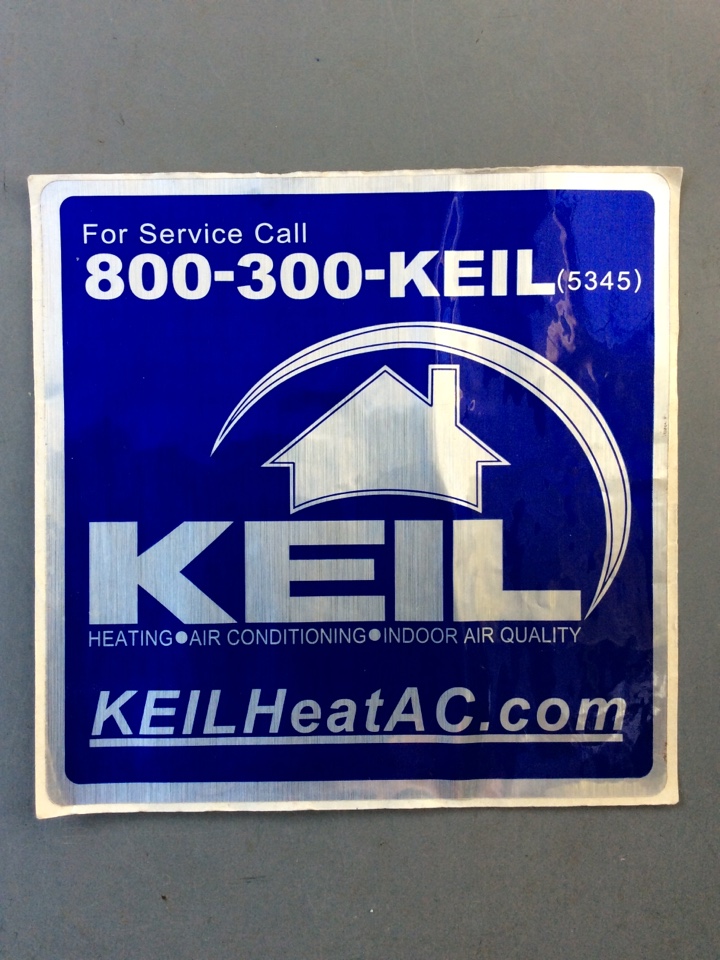 For Service Call
800-300-KEIL(5345)
KEIL
HEATING•AIR CONDITIONING•INDOOR AIR QUALITY
KEILHeatAC.com